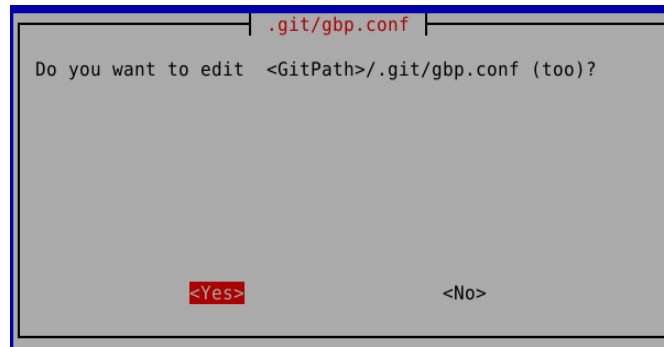 .git/gbp.conf
Do you want to edit  <GitPath>/.git/gbp.conf (too)?
<Yes> <No>